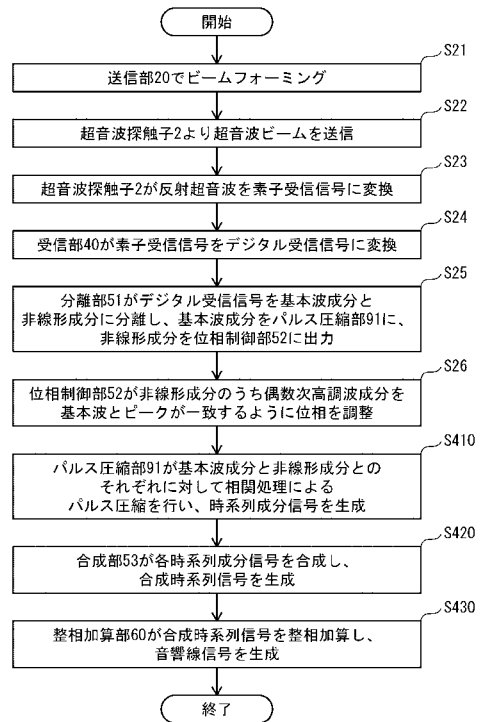 開始
S21
送信部20でビームフォーミング
S22
超音波探触子2より超音波ビームを送信
S23
超音波探触子2が反射超音波を素子受信信号に変換
S24
受信部40が素子受信信号をデジタル受信信号に変換
S25
分離部51がデジタル受信信号を基本波成分と
非線形成分に分離し、基本波成分をパルス圧縮部91に、
非線形成分を位相制御部52に出力
S26
位相制御部52が非線形成分のうち偶数次高調波成分を
基本波とピークが一致するように位相を調整
S410
パルス圧縮部91が基本波成分と非線形成分との
それぞれに対して相関処理による
パルス圧縮を行い、時系列成分信号を生成
S420
合成部53が各時系列成分信号を合成し、
合成時系列信号を生成
S430
整相加算部60が合成時系列信号を整相加算し、
音響線信号を生成
終了